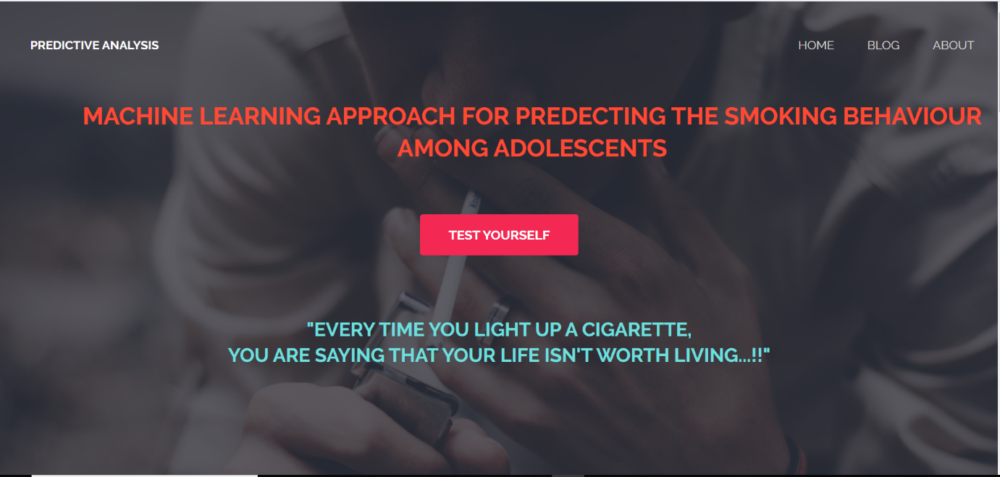 PREDICTIVE ANALYSIS
HOME BLOG ABOUT
MACHINE LEARNING APPROACH FOR PREDECTING THE SMOKING BEHAVIOUR
AMONG ADOLESCENTS
TEST YOURSELF
"EVERY TIME YOU LIGHT UP A CIGARETTE,
YOU ARE SAYING THAT YOUR LIFE ISN'T WORTH LIVING...!!"